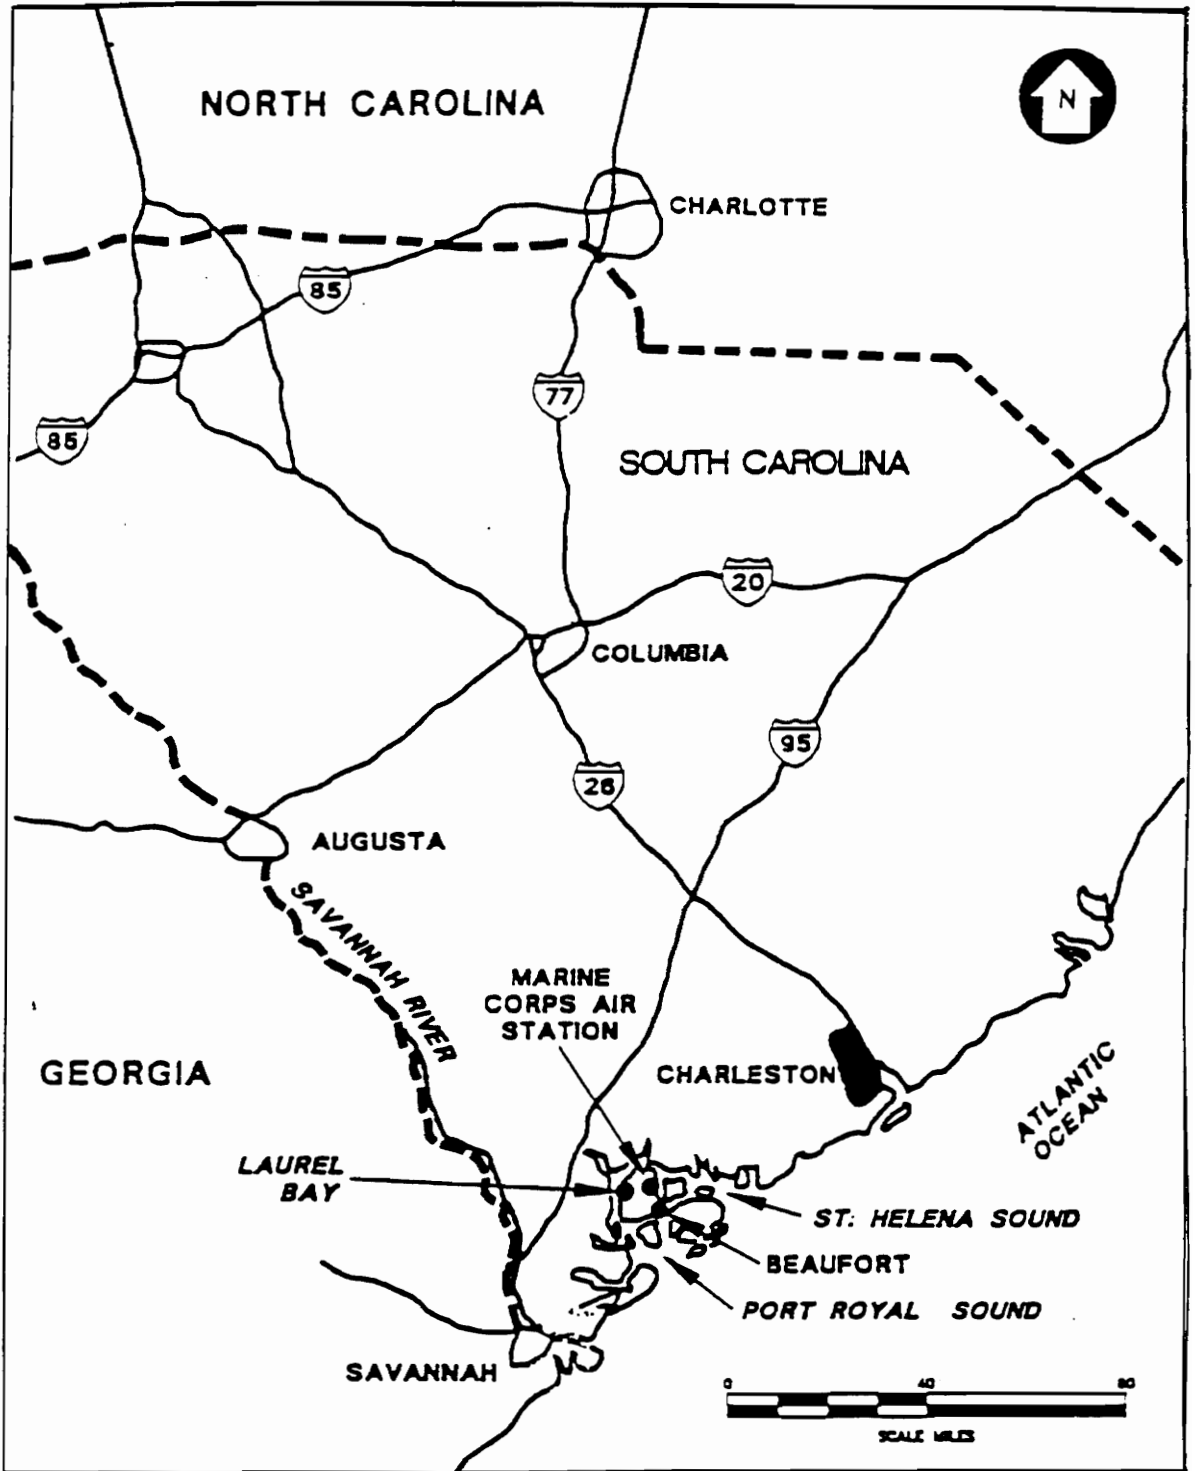 NORTH CAROLINA
N
CHARLOTTE
85
77
85
SOUTH CAROLINA
20
COLUMBIA
95
26
AUGUSTA
SAVANNAH RIVER
MARINE
CORPS AIR
STATION
GEORGIA
CHARLESTON
ATLANTIC
OCEAN
LAUREL
BAY
ST. HELENA SOUND
BEAUFORT
PORT ROYAL SOUND
SAVANNAH
0 40 80
SCALE MILES